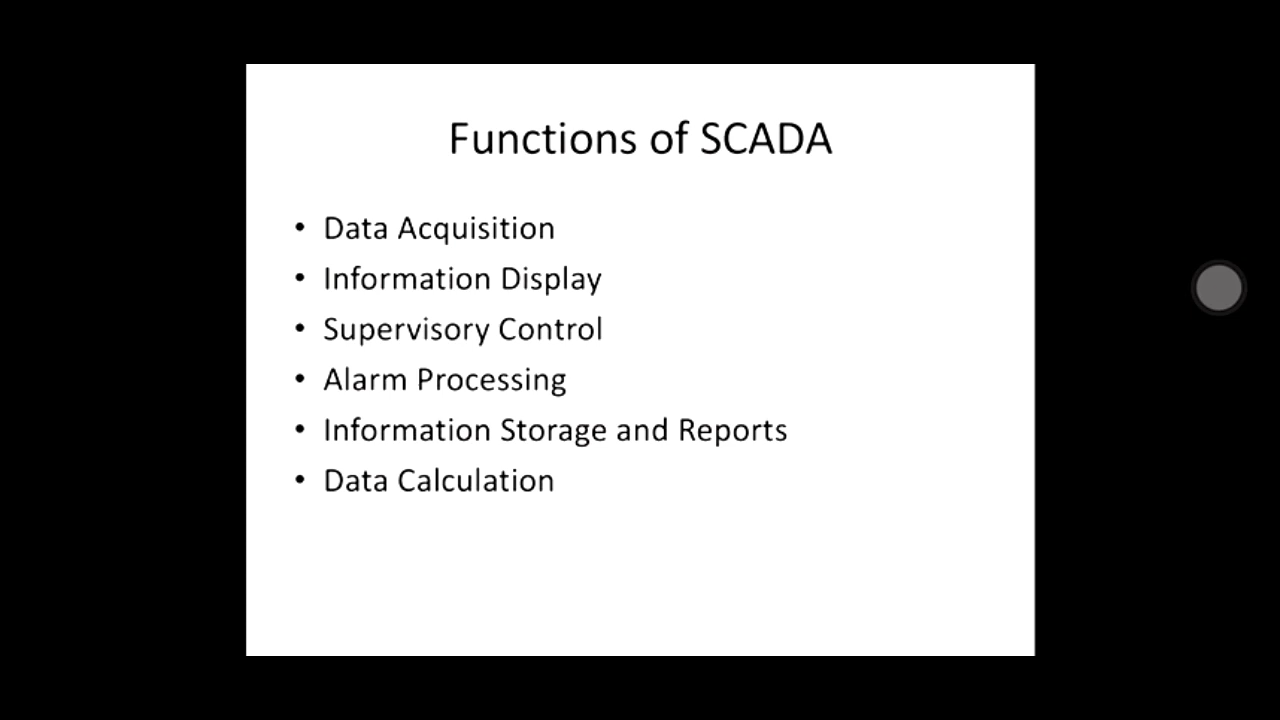 Functions of SCADA
• Data Acquisition
• Information Display
• Supervisory Control
• Alarm Processing
• Information Storage and Reports
• Data Calculation